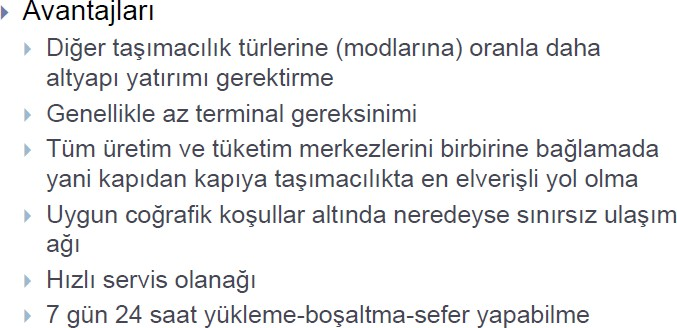 Avantajları
Diğer taşımacılık türlerine (modlarına) oranla daha
altyapı yatırımı gerektirme
Genellikle az terminal gereksinimi
Tüm üretim ve tüketim merkezlerini birbirine bağlamada
yani kapıdan kapıya taşımacılıkta en elverişli yol olma
Uygun coğrafik koşullar altında neredeyse sınırsız ulaşım
ağı
Hızlı servis olanağı
7 gün 24 saat yükleme-boşaltma-sefer yapabilme